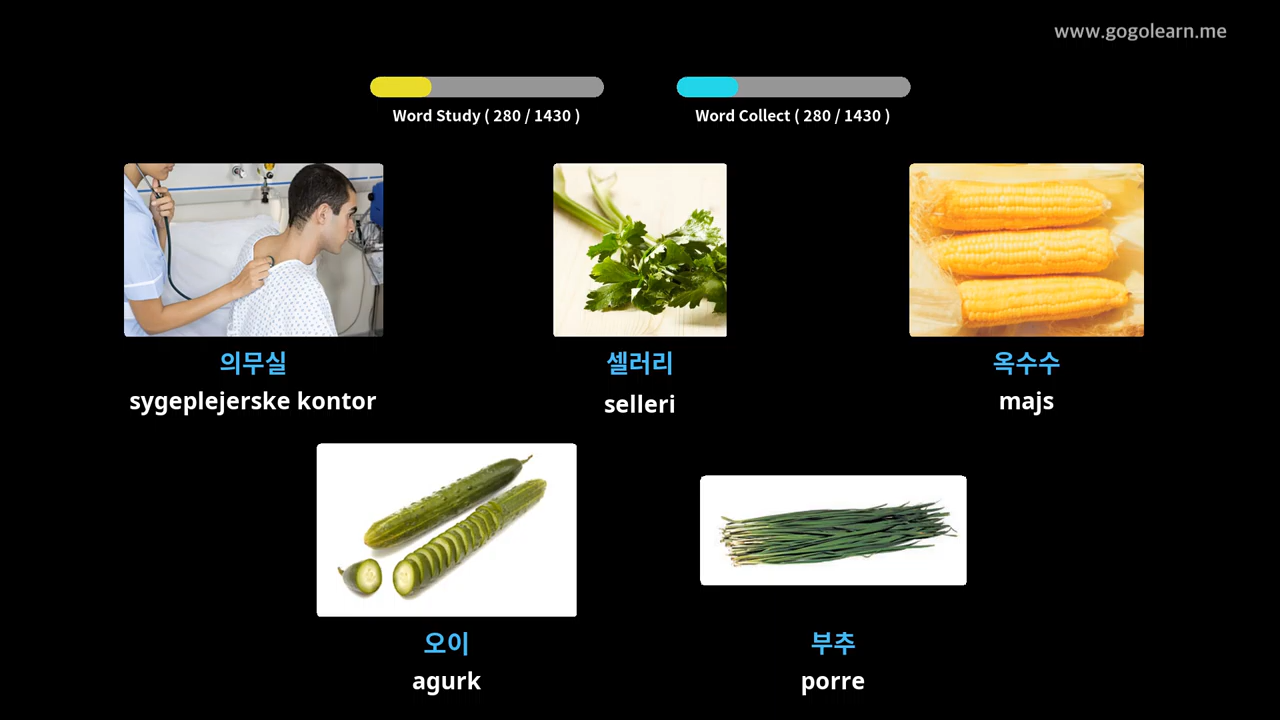 www.gogolearn.me
Word Study ( 280 / 1430 )
Word Collect ( 280 / 1430 )
의무실
sygeplejerske kontor
셀러리
selleri
옥수수
majs
오이
agurk
부추
porre